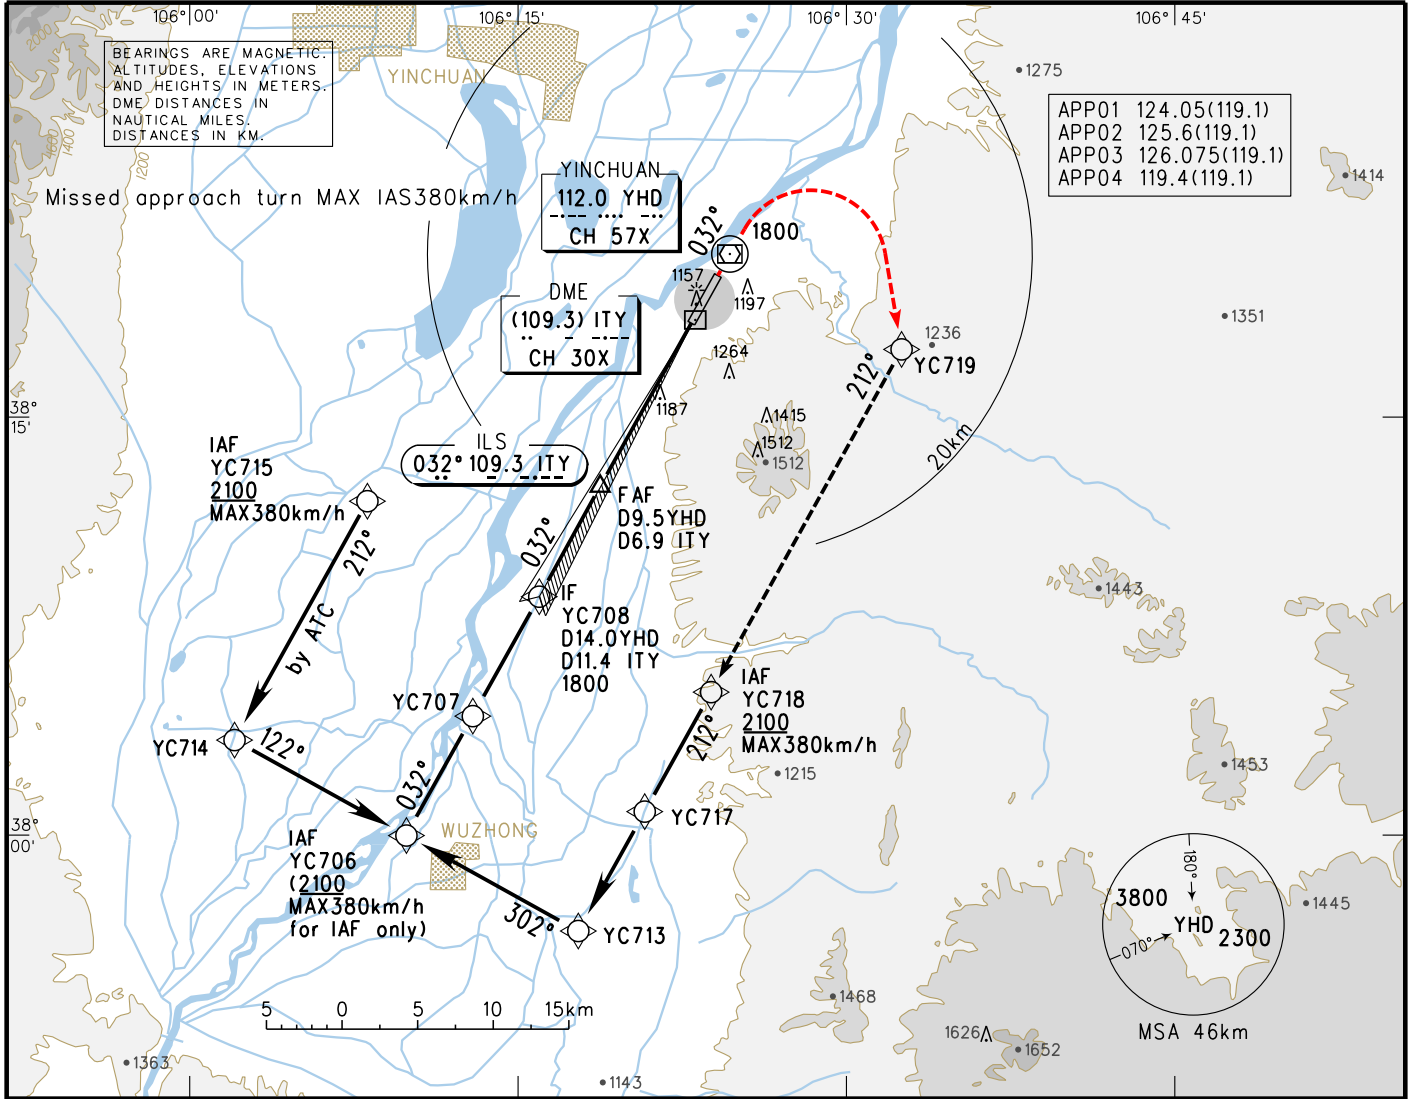 106°00'
106°15'
106°30'
106°45'
BEARINGS ARE MAGNETIC.
ALTITUDES, ELEVATIONS
AND HEIGHTS IN METERS.
DME DISTANCES IN
NAUTICAL MILES.
DISTANCES IN KM.
2000
1600
1400
1200
YINCHUAN
1275
APP01 124.05(119.1)
APP02 125.6(119.1)
APP03 126.075(119.1)
APP04 119.4(119.1)
1414
Missed approach turn MAX IAS380km/h
YINCHUAN
112.0 YHD
CH 57X
032°
1800
1157
1197
DME
(109.3) ITY
CH 30X
1264
1187
1351
1236
YC719
212°
38°
15'
1415
1512
1512
20km
ILS
032° 109.3 ITY
IAF
YC715
2100
MAX380km/h
212°
by ATC
FAF
D9.5YHD
D6.9 ITY
032°
IF
YC708
D14.0YHD
D11.4 ITY
1800
1443
YC707
IAF
YC718
2100
MAX380km/h
212°
YC714
122°
1215
1453
032°
YC717
38°
00'
WUZHONG
IAF
YC706
(2100
MAX380km/h
for IAF only)
302°
YC713
180°
3800
YHD
2300
070°
MSA 46km
1445
1468
5 0 5 10 15km
1626
1652
1363
1143